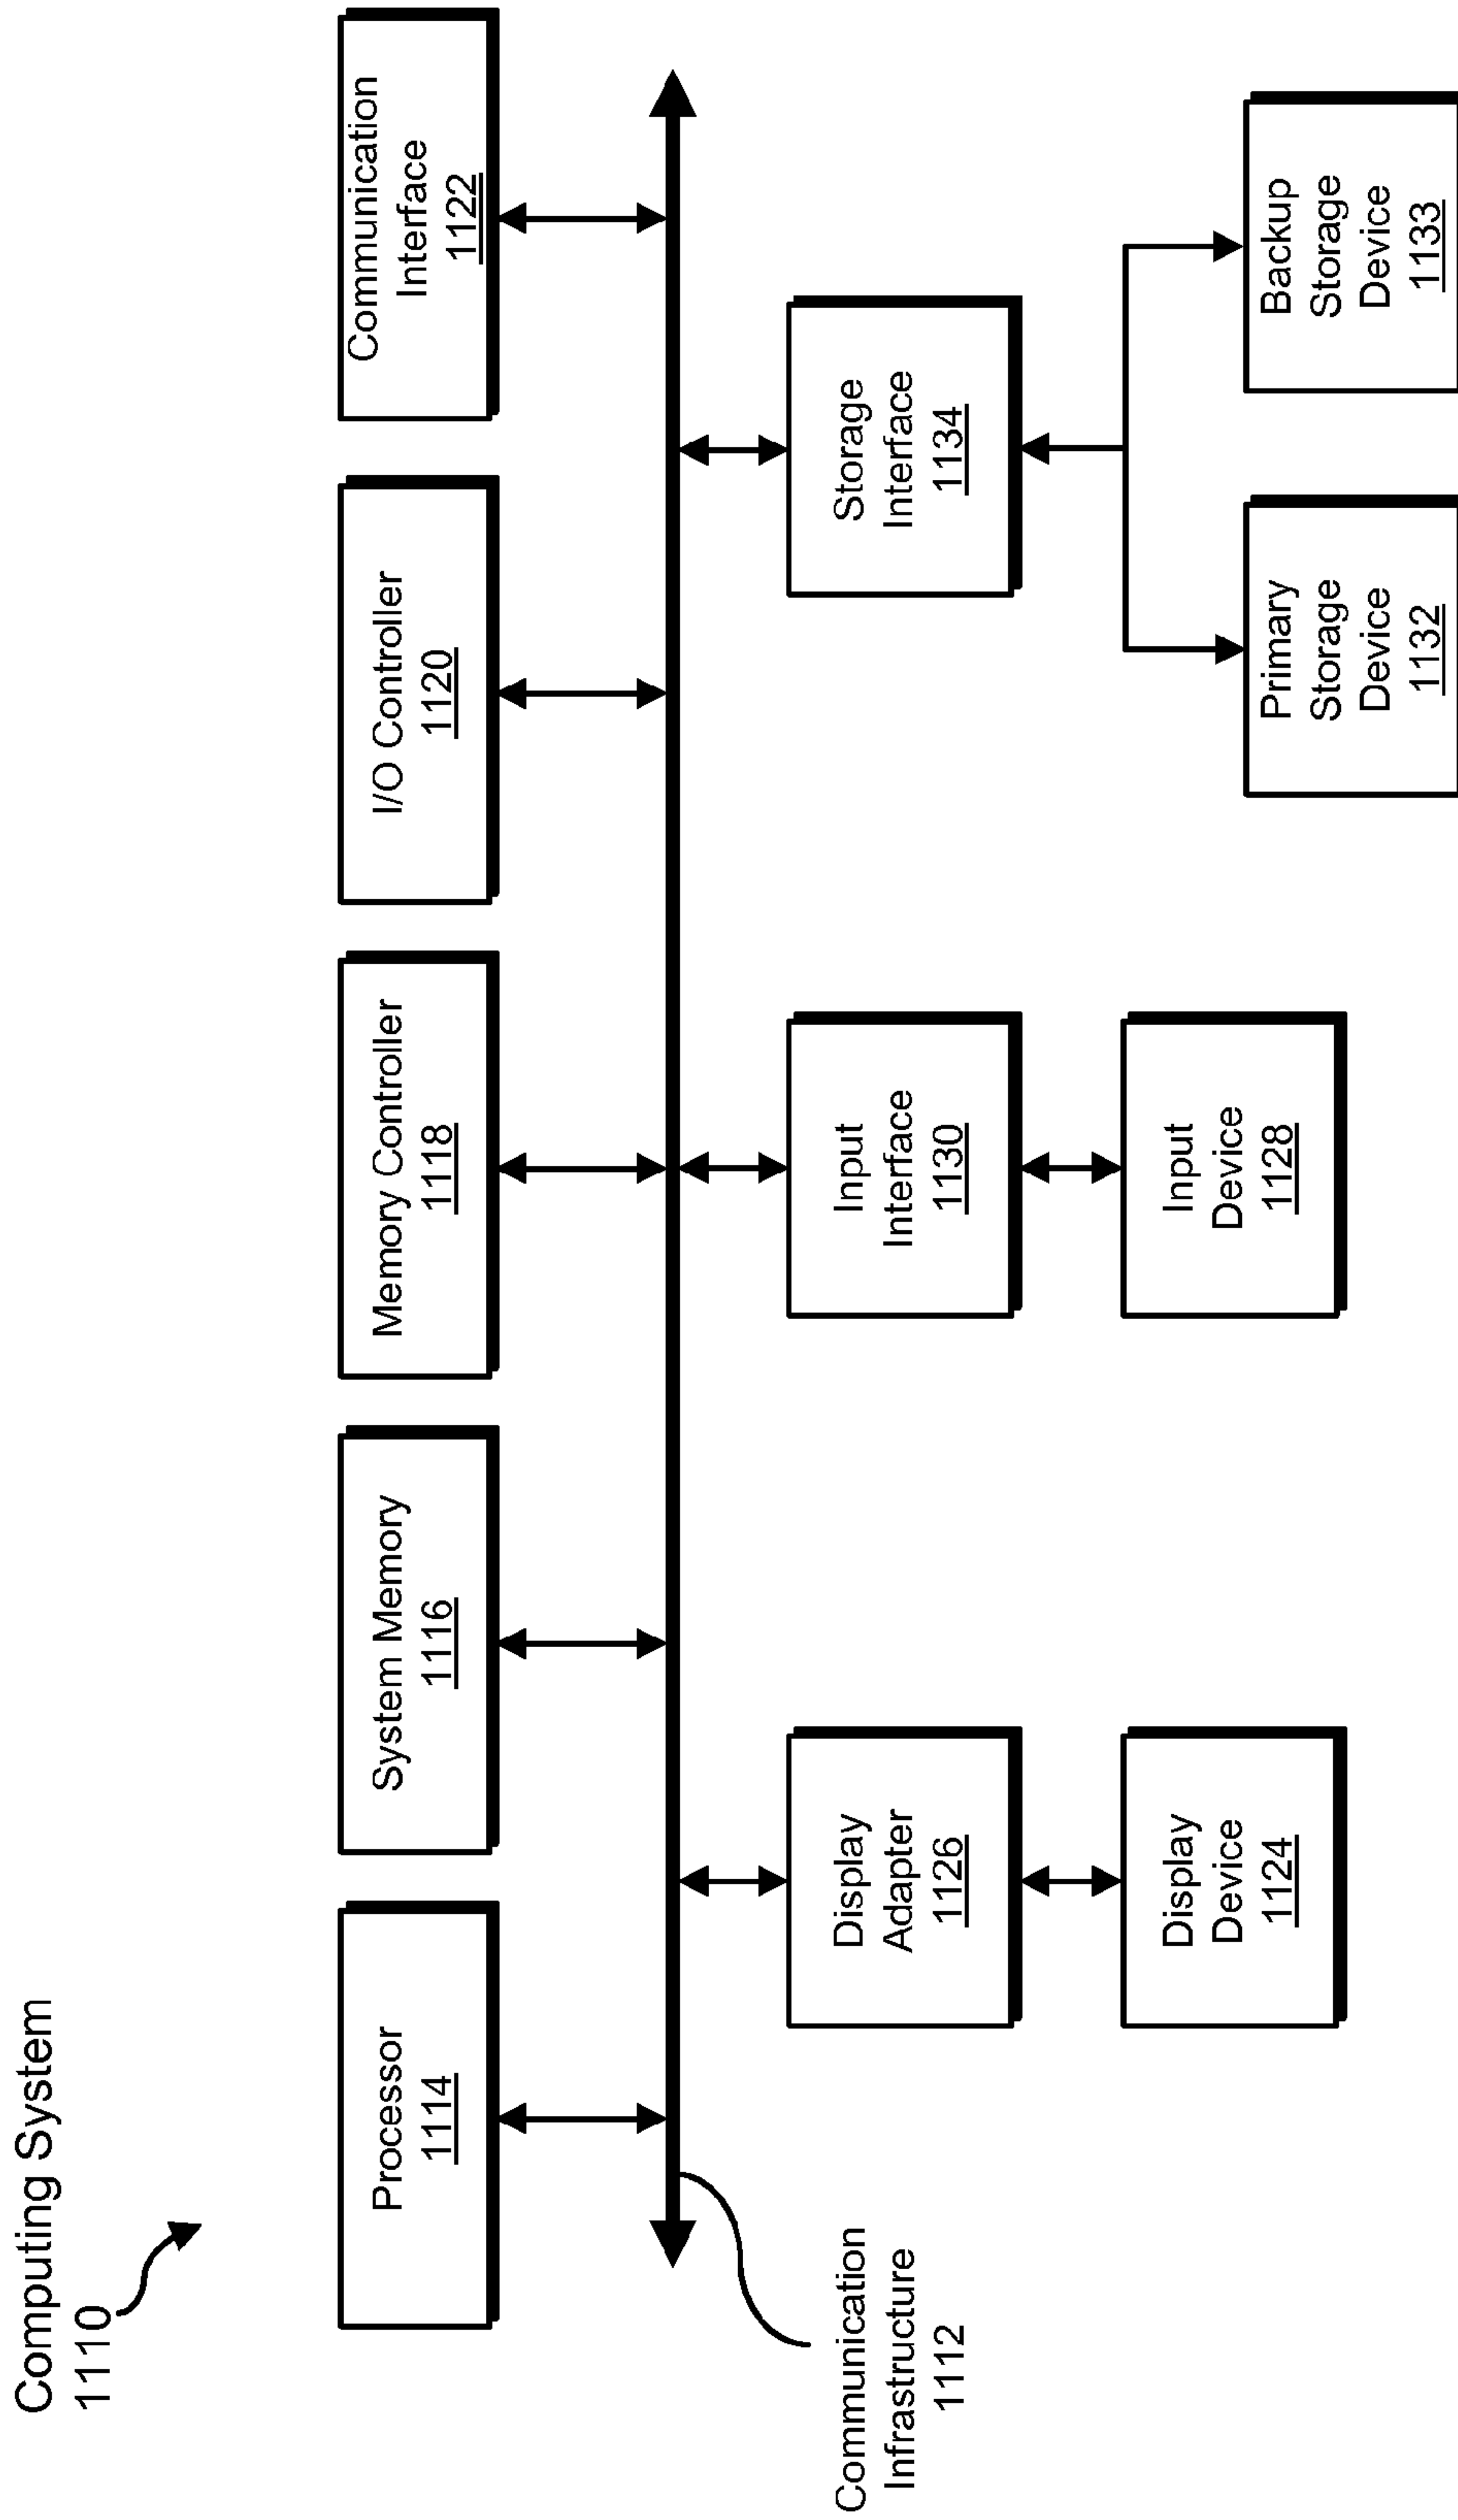 Computing System
1110
Processor
1114
System Memory
1116
Memory Controller
1118
I/O Controller
1120
Communication
Interface
1122
Communication
Infrastructure
1112
Display
Adapter
1126
Input
Interface
1130
Storage
Interface
1134
Display
Device
1124
Input
Device
1128
Primary
Storage
Device
1132
Backup
Storage
Device
1133